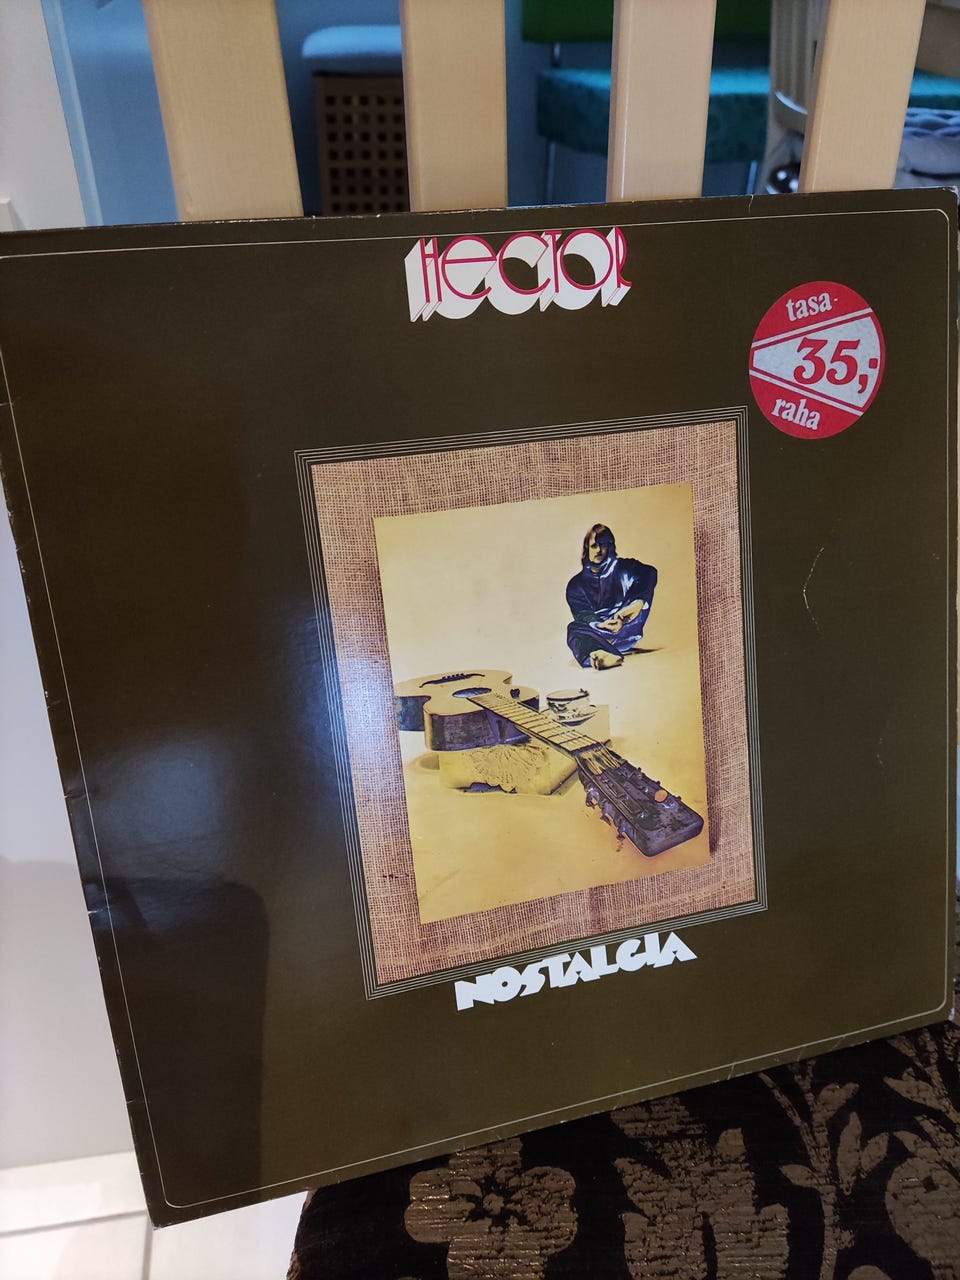 HECTOR
tasa-
35,-
raha
NOSTALGIA